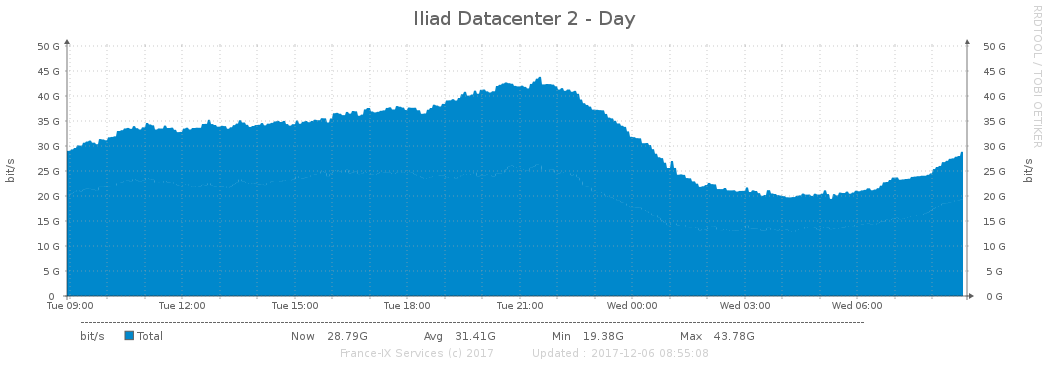 Iliad Datacenter 2 - Day
RRDTOOL / TOBI OETIKER
50 G 50 G
45 G 45 G
40 G 40 G
35 G 35 G
30 G 30 G
25 G 25 G
20 G 20 G
15 G 15 G
10 G 10 G
5 G 5 G
0 0 G
bit/s bit/s
Tue 09:00 Tue 12:00 Tue 15:00 Tue 18:00 Tue 21:00 Wed 00:00 Wed 03:00 Wed 06:00
bit/s Total Now 28.79G Avg 31.41G Min 19.38G Max 43.78G
France-IX Services (c) 2017 Updated : 2017-12-06 08:55:08